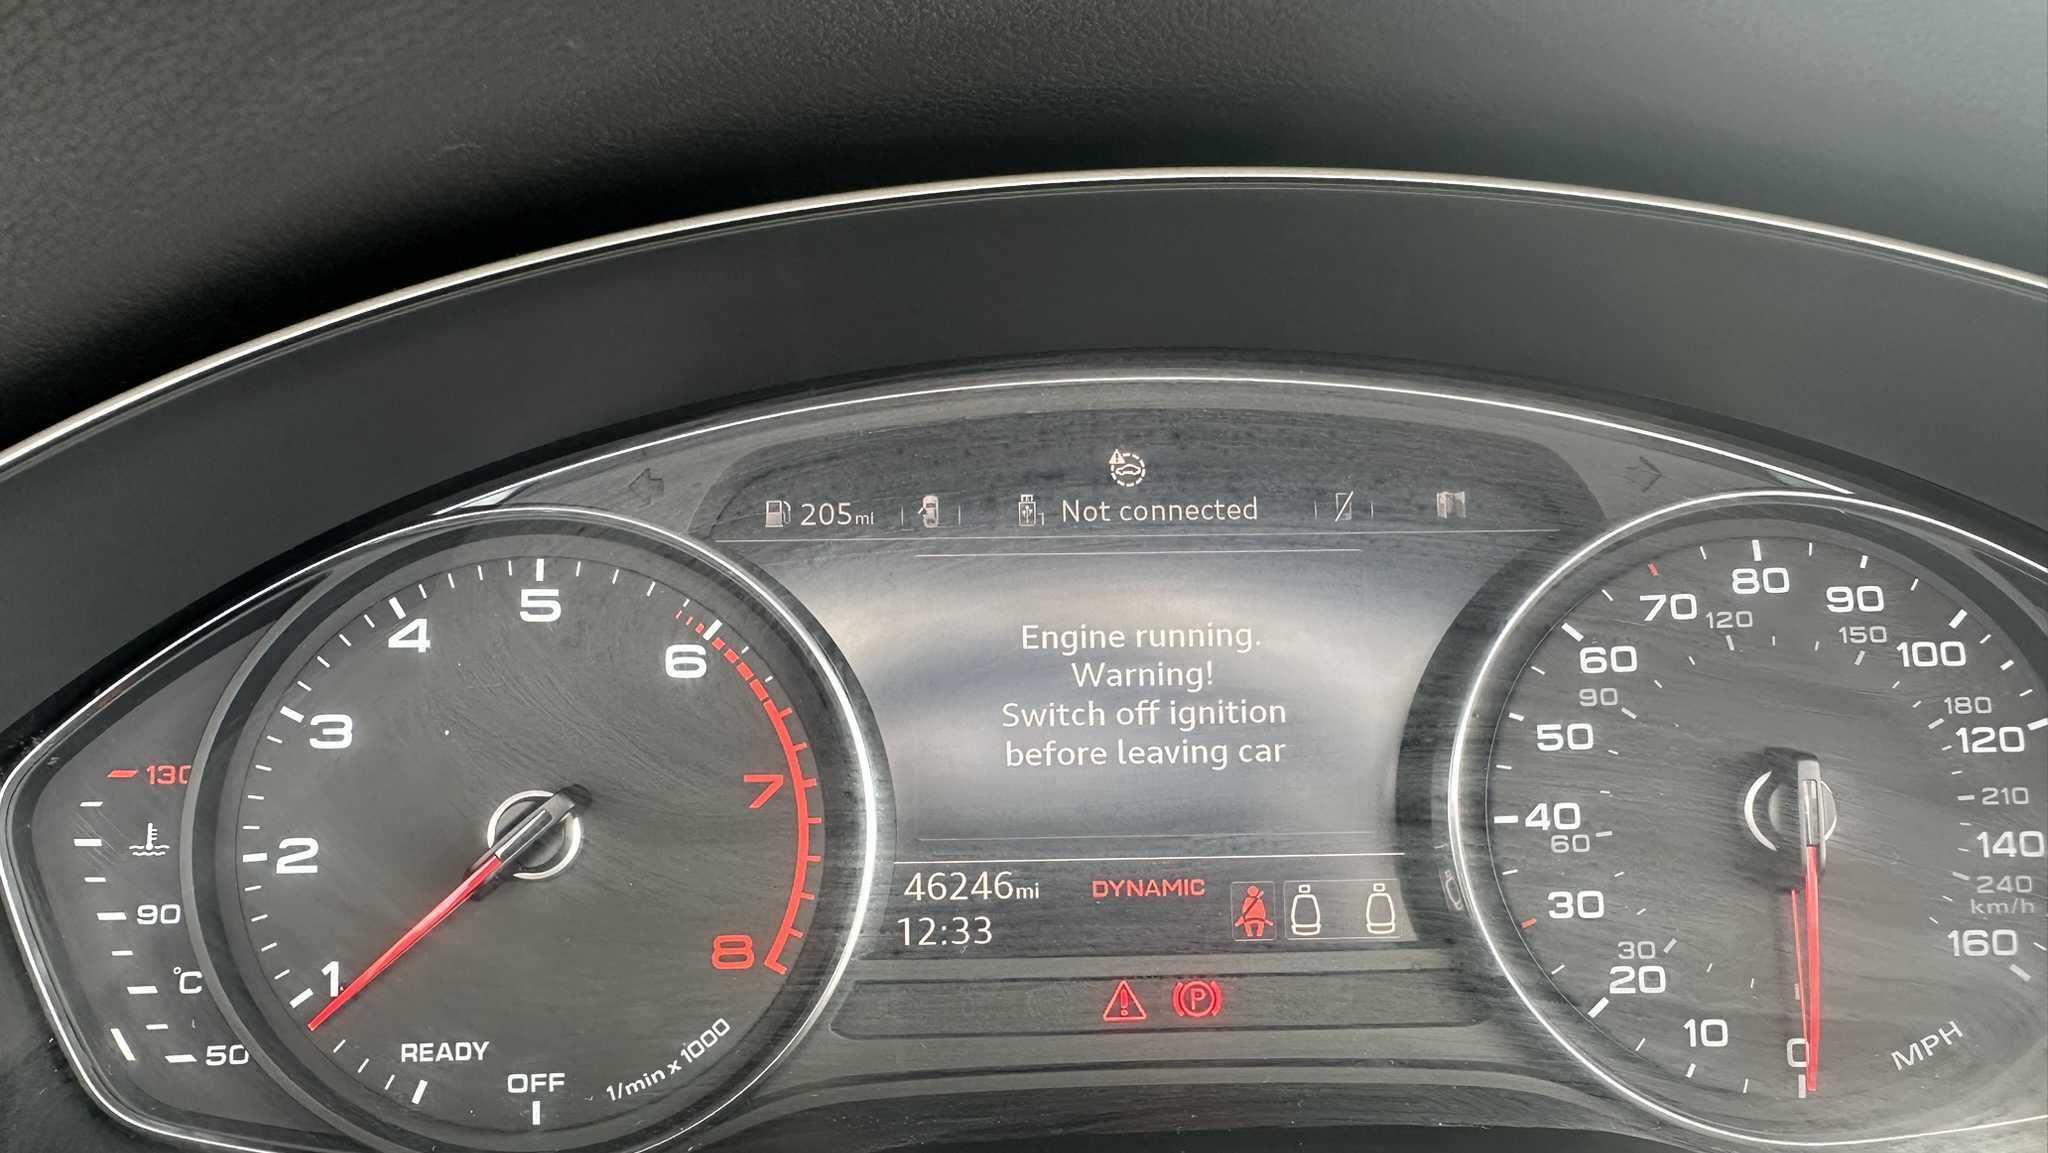 205mi
1 Not connected
Engine running.
Warning!
Switch off ignition
before leaving car
46246mi
DYNAMIC
12:33
P
130
90
°C
50
OFF
READY
1
2
3
4
5
6
7
8
1/min x 1000
0
10
20
30
40
50
60
70
80
90
100
120
140
160
30
60
90
120
150
180
210
240
km/h
MPH